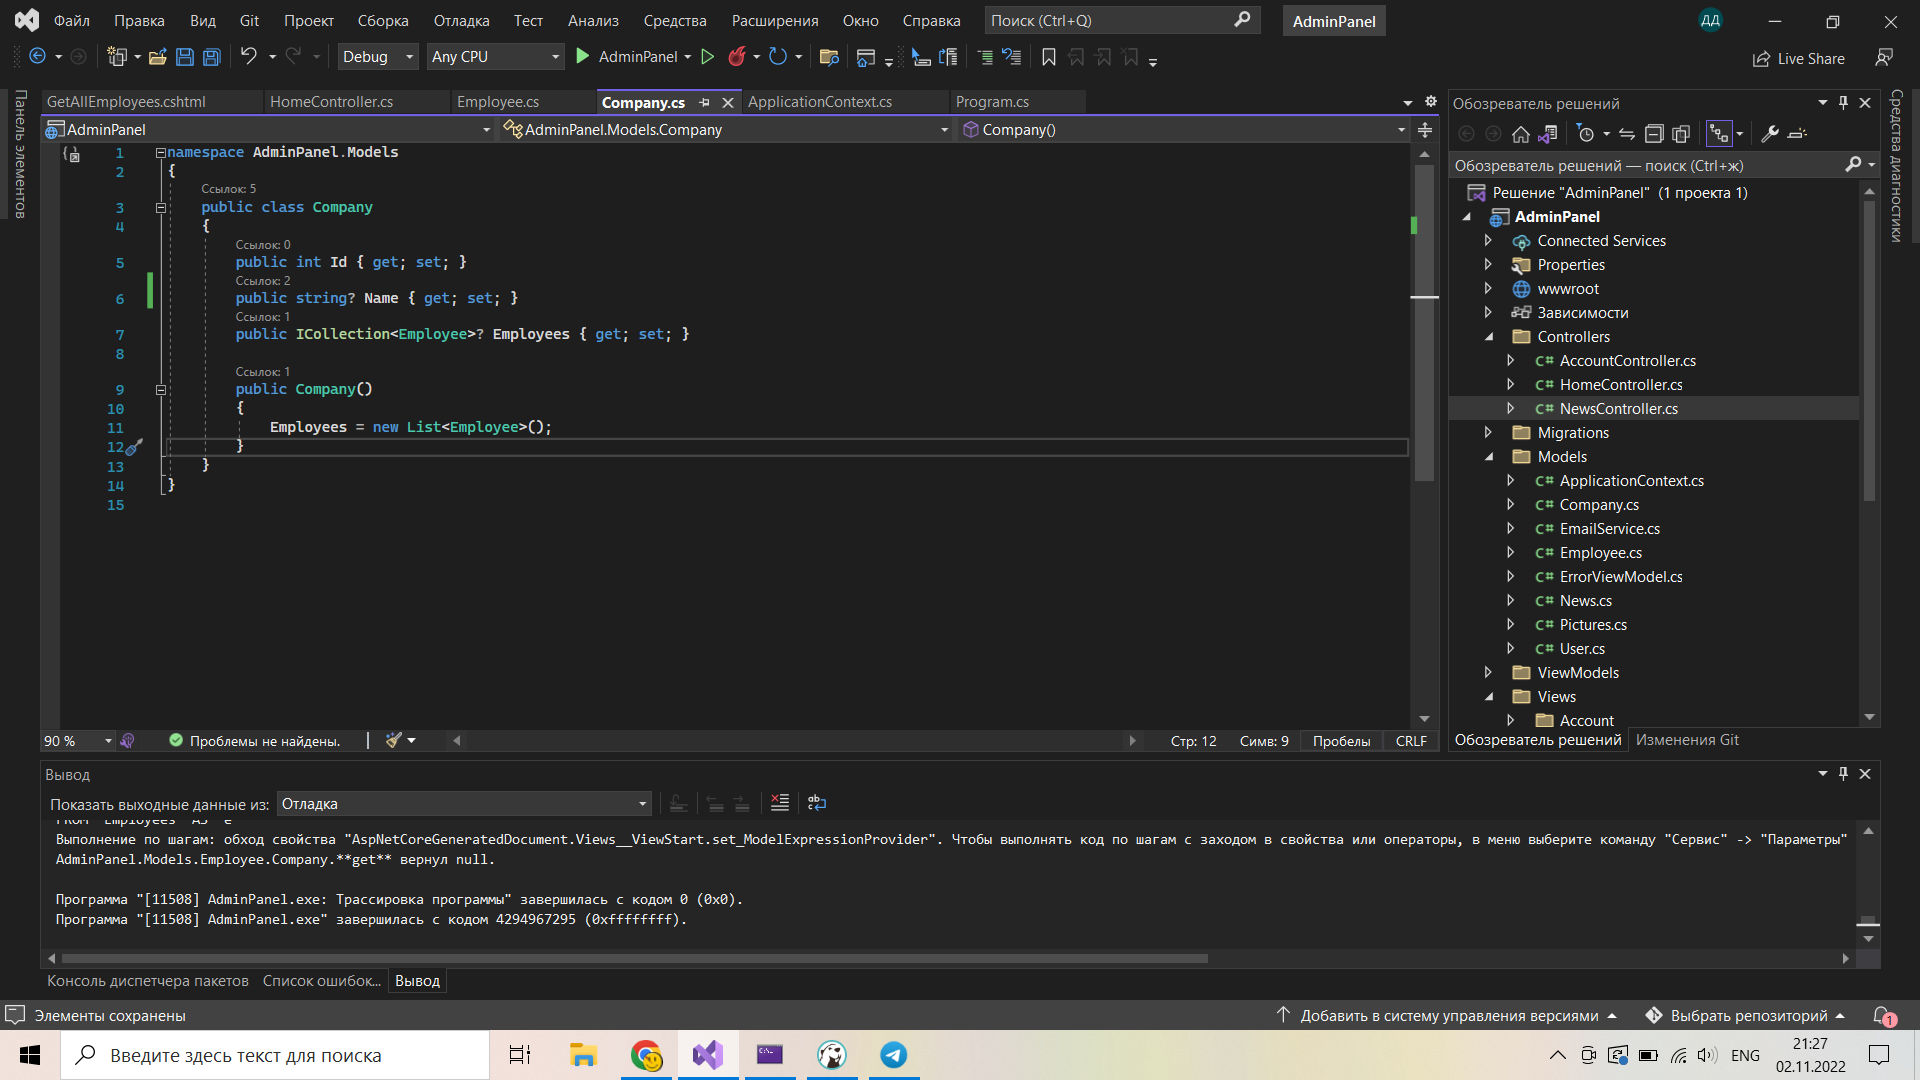 Файл Правка Вид Git Проект Сборка Отладка Тест Анализ Средства Расширения Окно Справка Поиск (Ctrl+Q) AdminPanel ДД
Debug Any CPU AdminPanel Live Share
Панель элементов
GetAllEmployees.cshtml HomeController.cs Employee.cs Company.cs ApplicationContext.cs Program.cs
AdminPanel AdminPanel.Models.Company Company()
1 namespace AdminPanel.Models
2 {
Ссылок: 5
3 public class Company
4 {
Ссылок: 0
5 public int Id { get; set; }
Ссылок: 2
6 public string? Name { get; set; }
Ссылок: 1
7 public ICollection<Employee>? Employees { get; set; }
8
Ссылок: 1
9 public Company()
10 {
11 Employees = new List<Employee>();
12 }
13 }
14 }
15
90 % Проблемы не найдены. Стр: 12 Симв: 9 Пробелы CRLF
Обозреватель решений
Обозреватель решений — поиск (Ctrl+ж)
Решение "AdminPanel" (1 проекта 1)
AdminPanel
Connected Services
Properties
wwwroot
Зависимости
Controllers
C# AccountController.cs
C# HomeController.cs
C# NewsController.cs
Migrations
Models
C# ApplicationContext.cs
C# Company.cs
C# EmailService.cs
C# Employee.cs
C# ErrorViewModel.cs
C# News.cs
C# Pictures.cs
C# User.cs
ViewModels
Views
Account
Обозреватель решений Изменения Git
Средства диагностики
Вывод
Показать выходные данные из: Отладка
FROM "Employees" AS e
Выполнение по шагам: обход свойства "AspNetCoreGeneratedDocument.Views__ViewStart.set_ModelExpressionProvider". Чтобы выполнять код по шагам с заходом в свойства или операторы, в меню выберите команду "Сервис" -> "Параметры"
AdminPanel.Models.Employee.Company.**get** вернул null.
Программа "[11508] AdminPanel.exe: Трассировка программы" завершилась с кодом 0 (0x0).
Программа "[11508] AdminPanel.exe" завершилась с кодом 4294967295 (0xffffffff).
Консоль диспетчера пакетов Список ошибок... Вывод
Элементы сохранены Добавить в систему управления версиями Выбрать репозиторий 1
Введите здесь текст для поиска ENG 21:27
02.11.2022